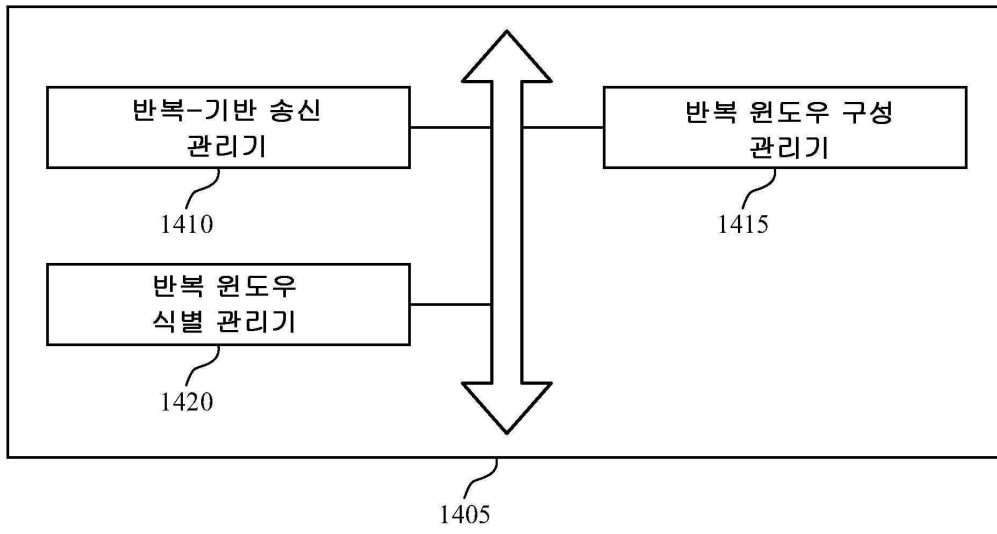 반복-기반 송신
관리기
1410
반복 윈도우 구성
관리기
1415
반복 윈도우
식별 관리기
1420
1405